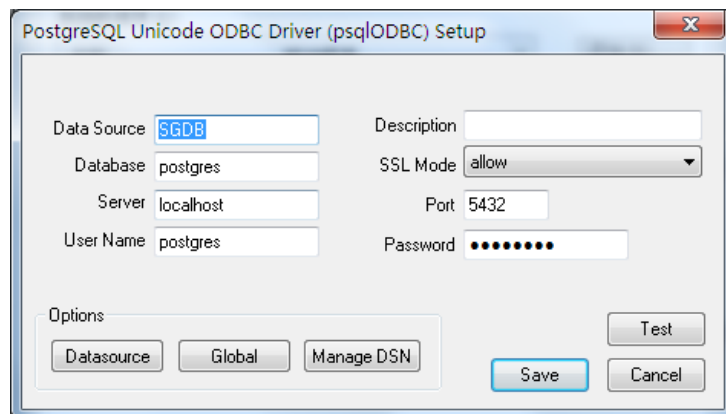 PostgreSQL Unicode ODBC Driver (psqlODBC) Setup
Data Source SGDB Description
Database postgres SSL Mode allow
Server localhost Port 5432
User Name postgres Password ••••••••
Options
Datasource Global Manage DSN Test
Save Cancel